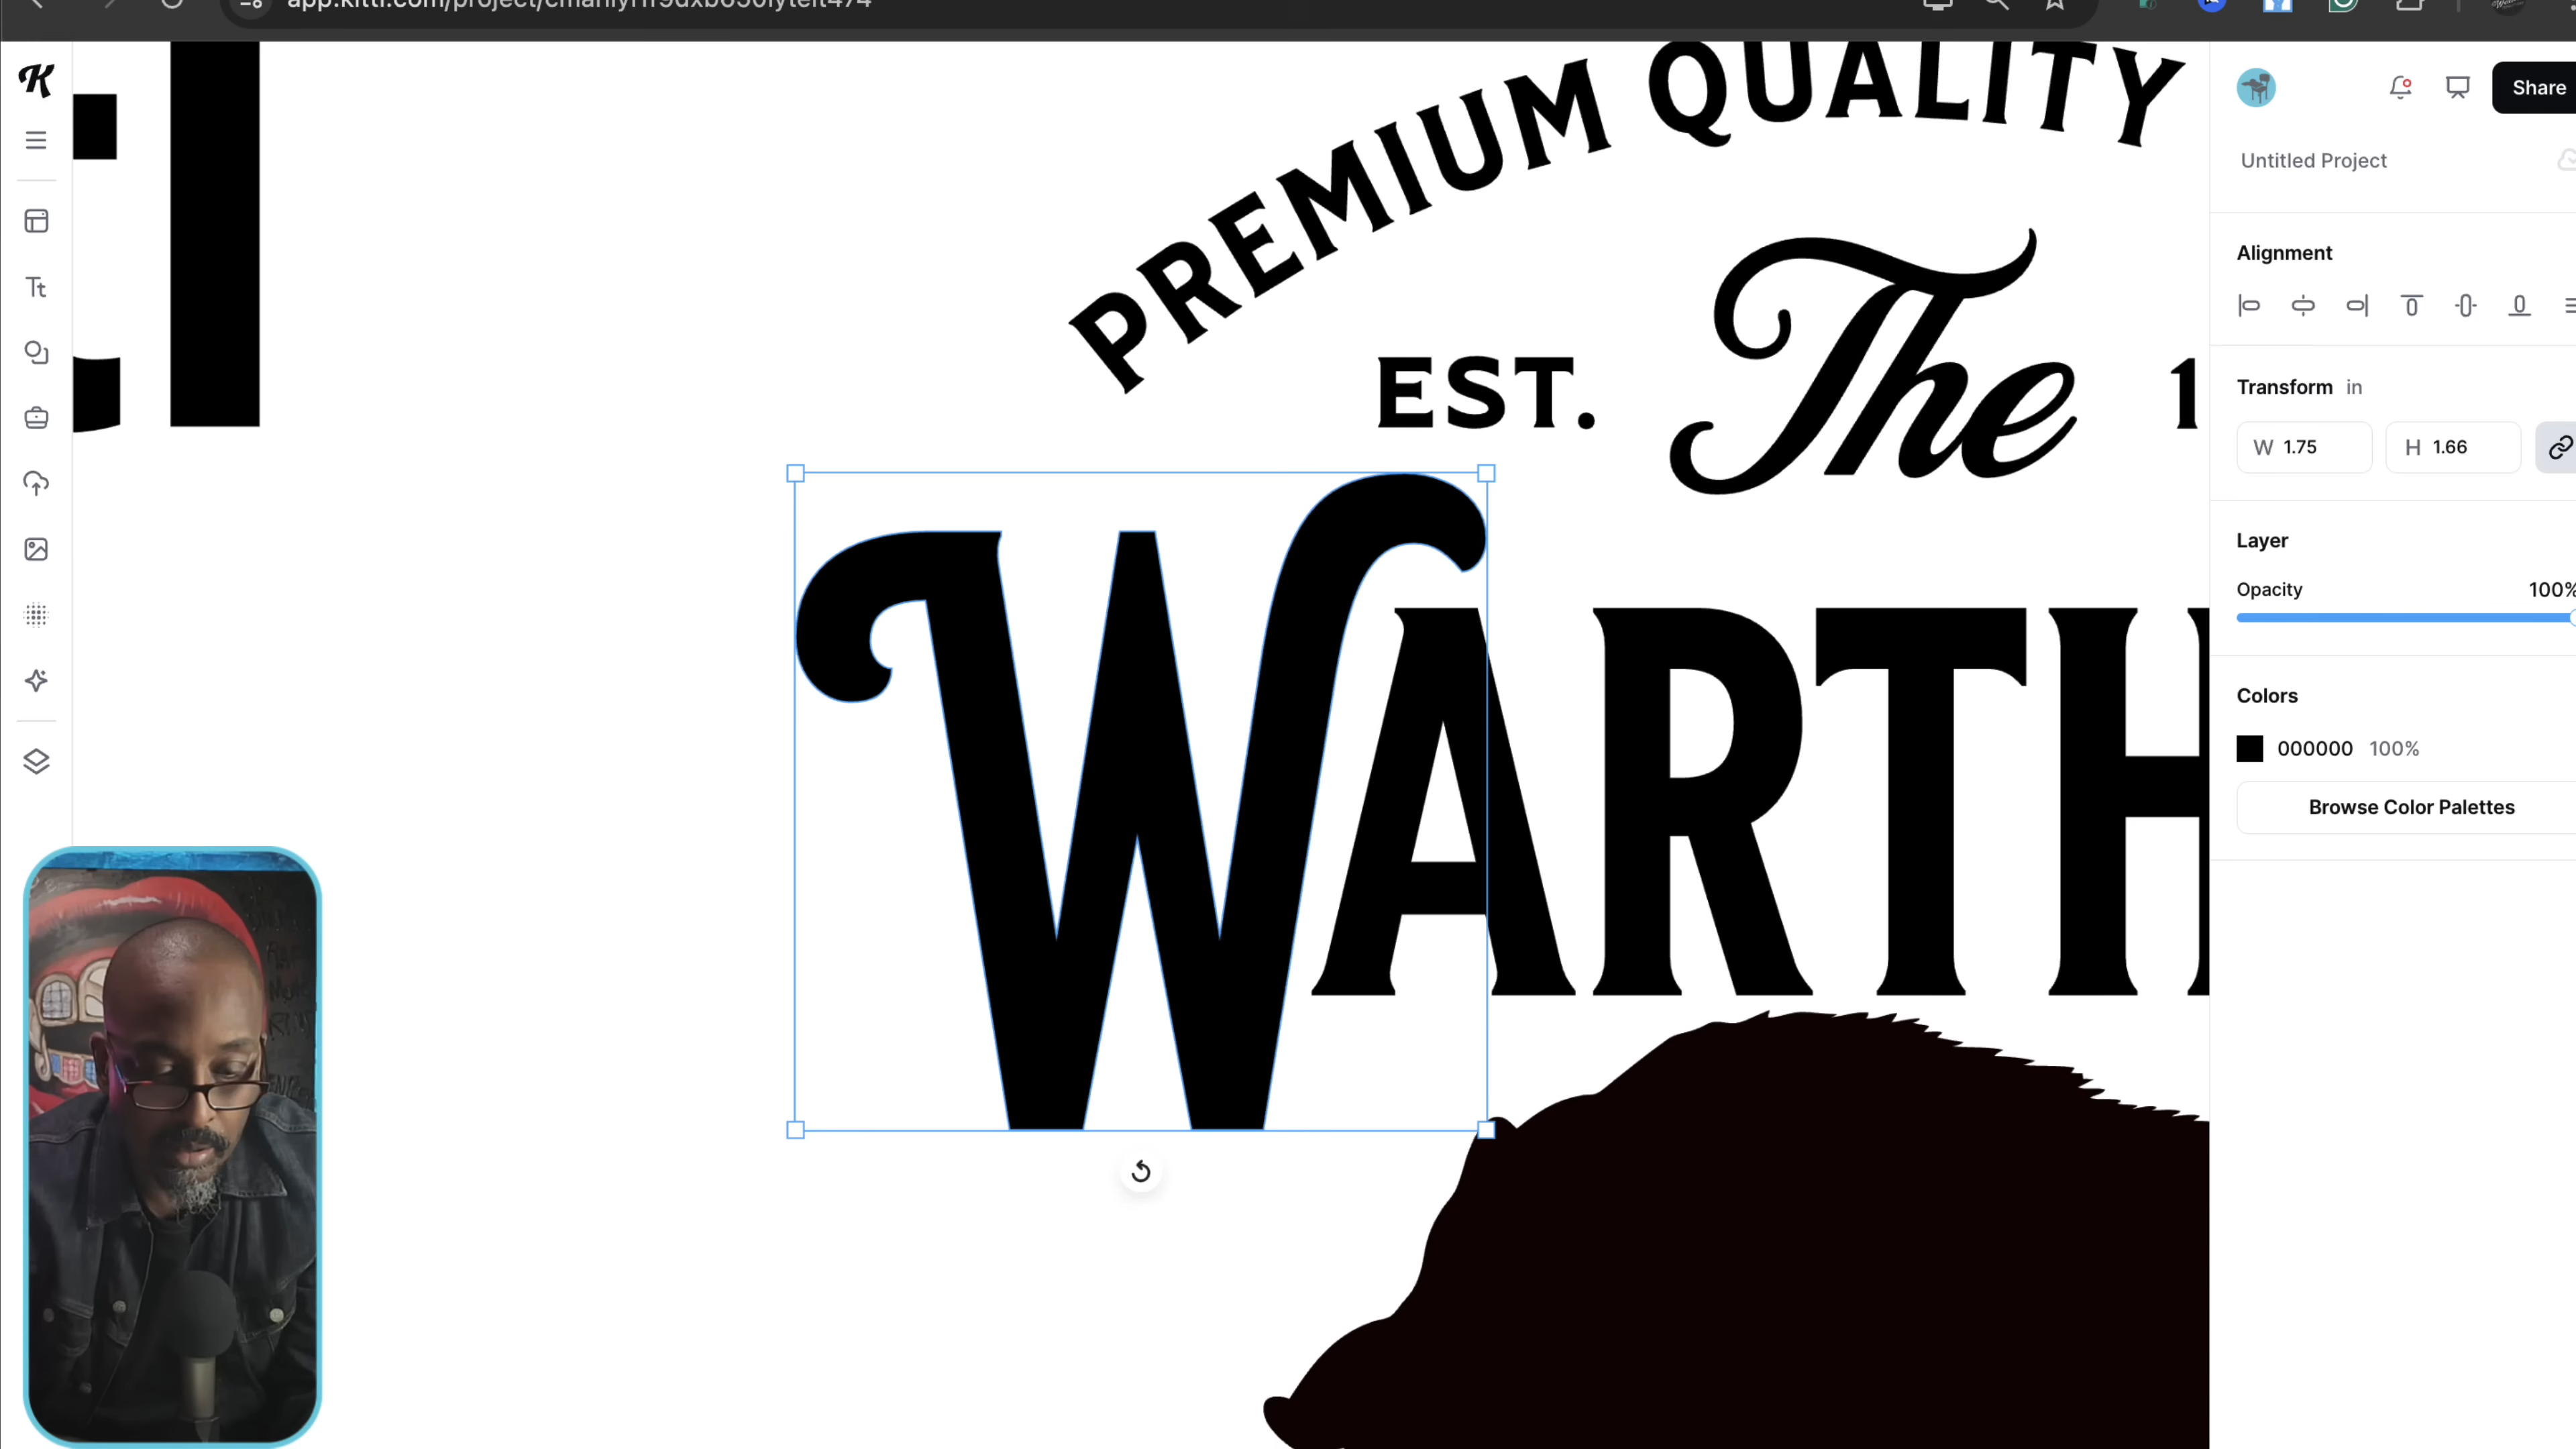 PREMIUM QUALITY
Share
Untitled Project
EST. The 1
WARTH
Alignment
Transform in
W 1.75 H 1.66
Layer
Opacity 100%
Colors
000000 100%
Browse Color Palettes
Tt